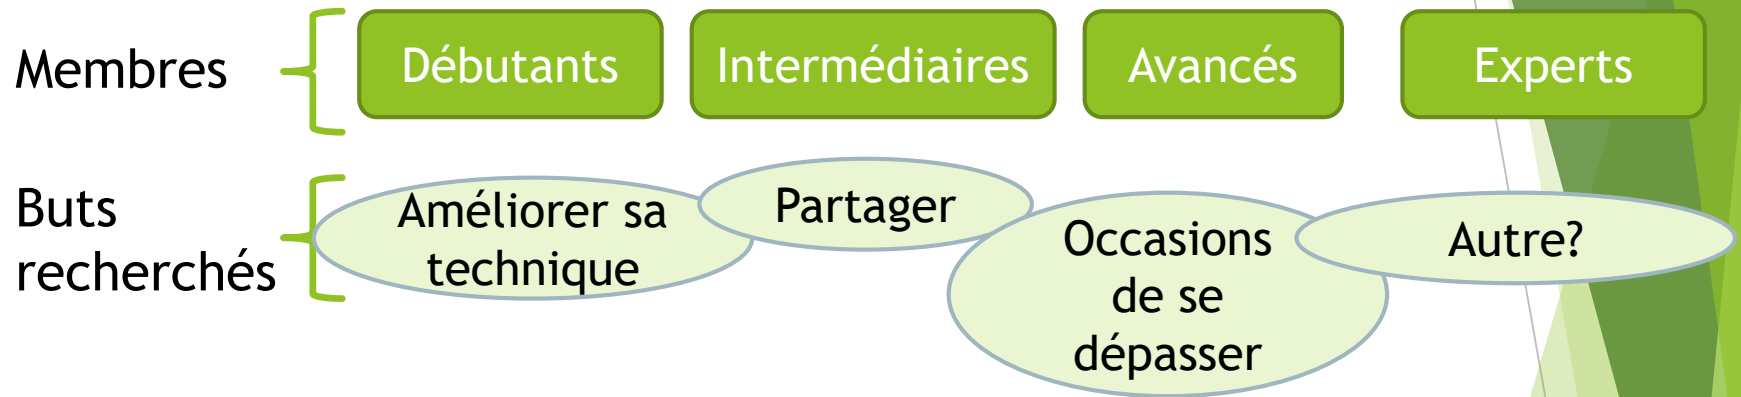 Membres
Débutants
Intermédiaires
Avancés
Experts
Buts
recherchés
Améliorer sa
technique
Partager
Occasions
de se
dépasser
Autre?